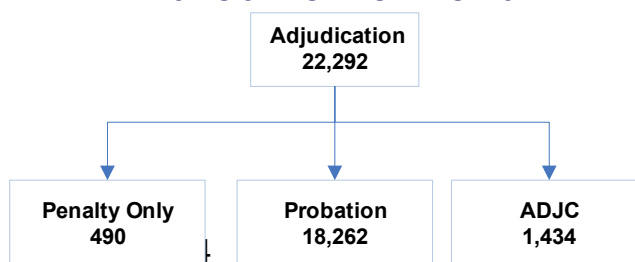 Adjudication
22,292
Penalty Only
490
Probation
18,262
ADJC
1,434